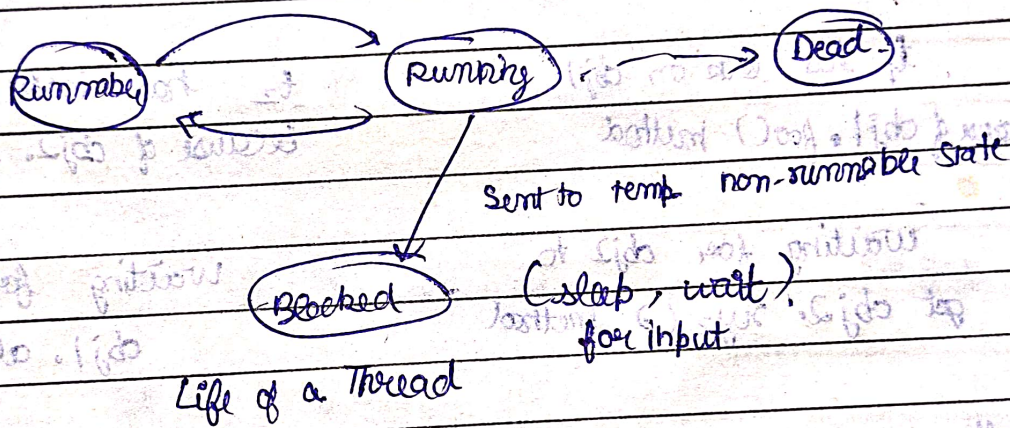 Runnable
Running
Dead
Sent to temp non-runnable state
Blocked
(sleep, wait)
for input.
Life of a Thread